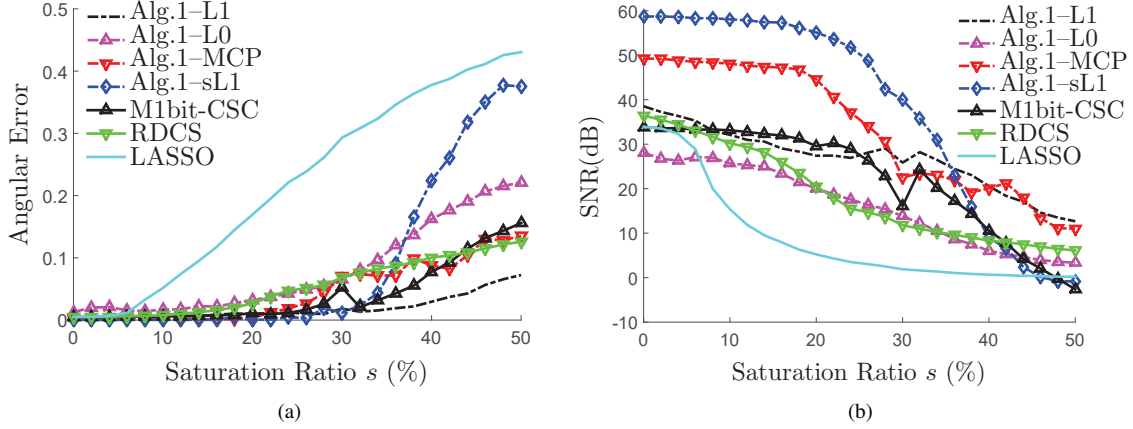 Alg.1–L1
Alg.1–L0
Alg.1–MCP
Alg.1–sL1
M1bit-CSC
RDCS
LASSO
0.5
0.4
0.3
0.2
0.1
0
Angular Error
0 10 20 30 40 50
Saturation Ratio s (%)
(a)
Alg.1–L1
Alg.1–L0
Alg.1–MCP
Alg.1–sL1
M1bit-CSC
RDCS
LASSO
60
50
40
30
20
10
0
-10
SNR(dB)
0 10 20 30 40 50
Saturation Ratio s (%)
(b)